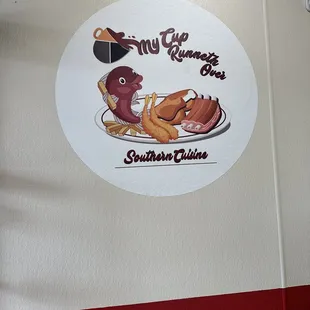 My Cup
Runneth
Over
Southern Cuisine